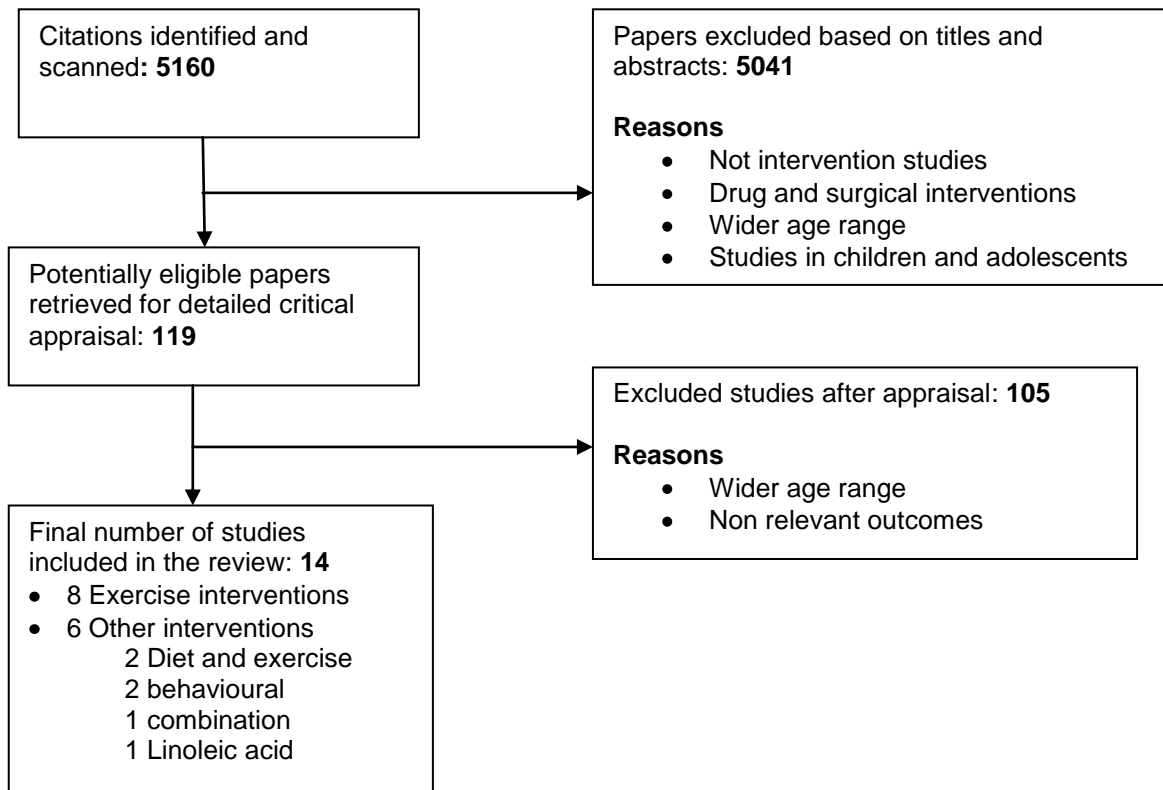 Citations identified and
scanned: 5160
Papers excluded based on titles and
abstracts: 5041
Reasons
• Not intervention studies
• Drug and surgical interventions
• Wider age range
• Studies in children and adolescents
Potentially eligible papers
retrieved for detailed critical
appraisal: 119
Excluded studies after appraisal: 105
Reasons
• Wider age range
• Non relevant outcomes
Final number of studies
included in the review: 14
• 8 Exercise interventions
• 6 Other interventions
2 Diet and exercise
2 behavioural
1 combination
1 Linoleic acid